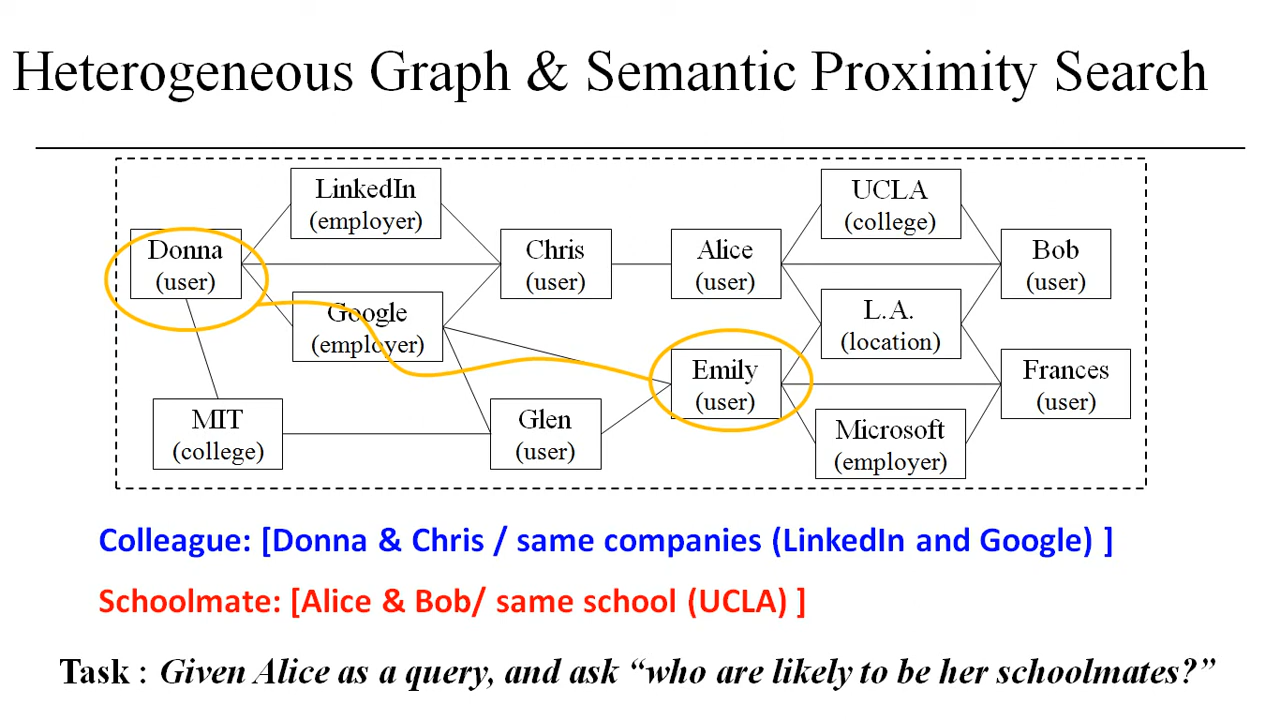 Heterogeneous Graph & Semantic Proximity Search
LinkedIn
(employer)
UCLA
(college)
Donna
(user)
Chris
(user)
Alice
(user)
Bob
(user)
Google
(employer)
L.A.
(location)
Emily
(user)
Frances
(user)
MIT
(college)
Glen
(user)
Microsoft
(employer)
Colleague: [Donna & Chris / same companies (LinkedIn and Google) ]
Schoolmate: [Alice & Bob/ same school (UCLA) ]
Task : Given Alice as a query, and ask “who are likely to be her schoolmates?”